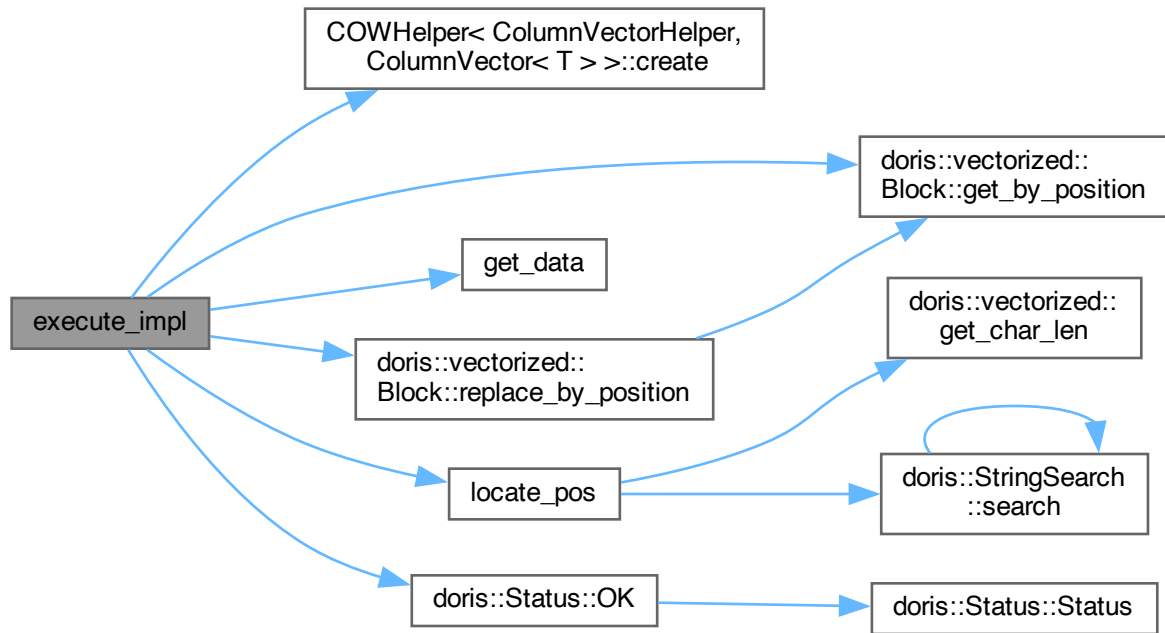 COWHelper< ColumnVectorHelper,
ColumnVector< T > >::create
doris::vectorized::
Block::get_by_position
get_data
execute_impl
doris::vectorized::
get_char_len
doris::vectorized::
Block::replace_by_position
doris::StringSearch
::search
locate_pos
doris::Status::OK
doris::Status::Status